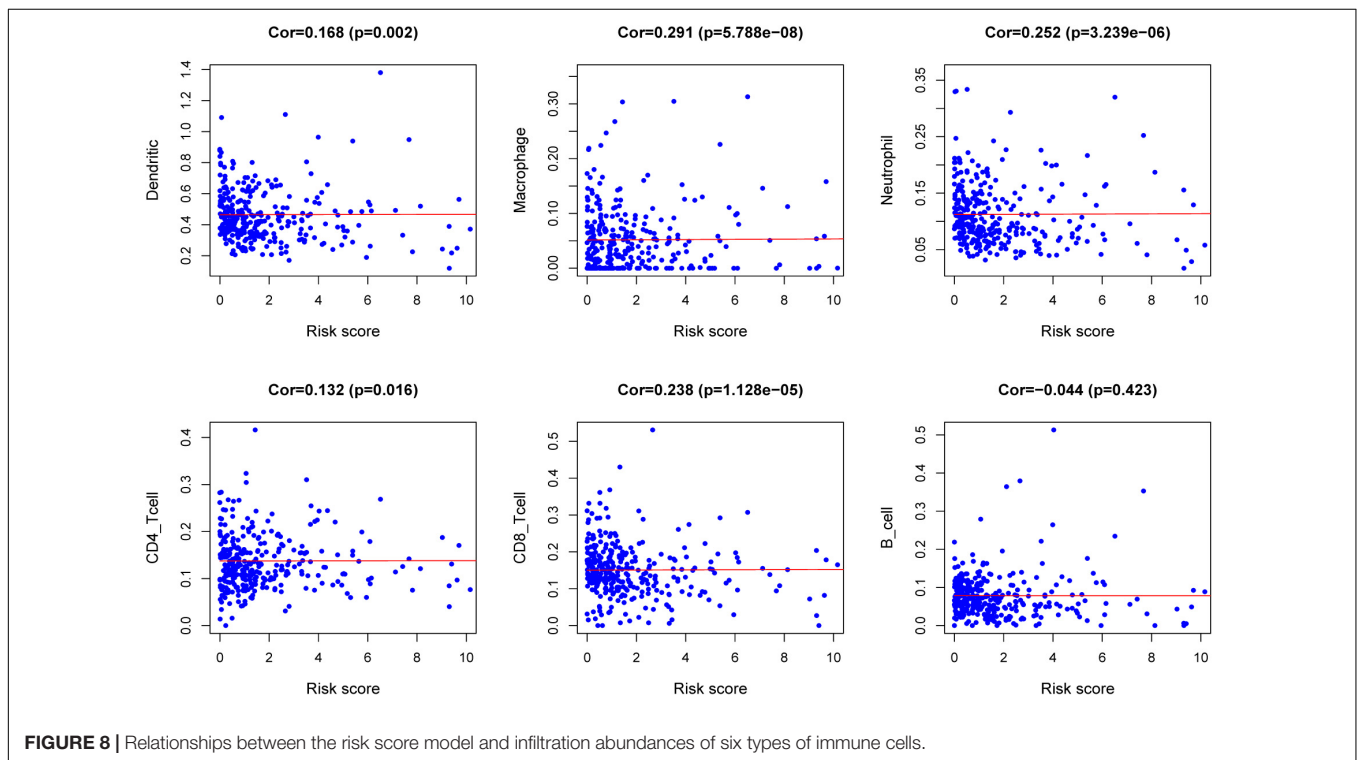 Cor=0.168 (p=0.002)
Dendritic
1.4
1.2
1.0
0.8
0.6
0.4
0.2
0 2 4 6 8 10
Risk score
Cor=0.291 (p=5.788e−08)
Macrophage
0.30
0.20
0.10
0.00
0 2 4 6 8 10
Risk score
Cor=0.252 (p=3.239e−06)
Neutrophil
0.35
0.25
0.15
0.05
0 2 4 6 8 10
Risk score
Cor=0.132 (p=0.016)
CD4_Tcell
0.4
0.3
0.2
0.1
0.0
0 2 4 6 8 10
Risk score
Cor=0.238 (p=1.128e−05)
CD8_Tcell
0.5
0.4
0.3
0.2
0.1
0.0
0 2 4 6 8 10
Risk score
Cor=−0.044 (p=0.423)
B_cell
0.5
0.4
0.3
0.2
0.1
0.0
0 2 4 6 8 10
Risk score
FIGURE 8 | Relationships between the risk score model and infiltration abundances of six types of immune cells.